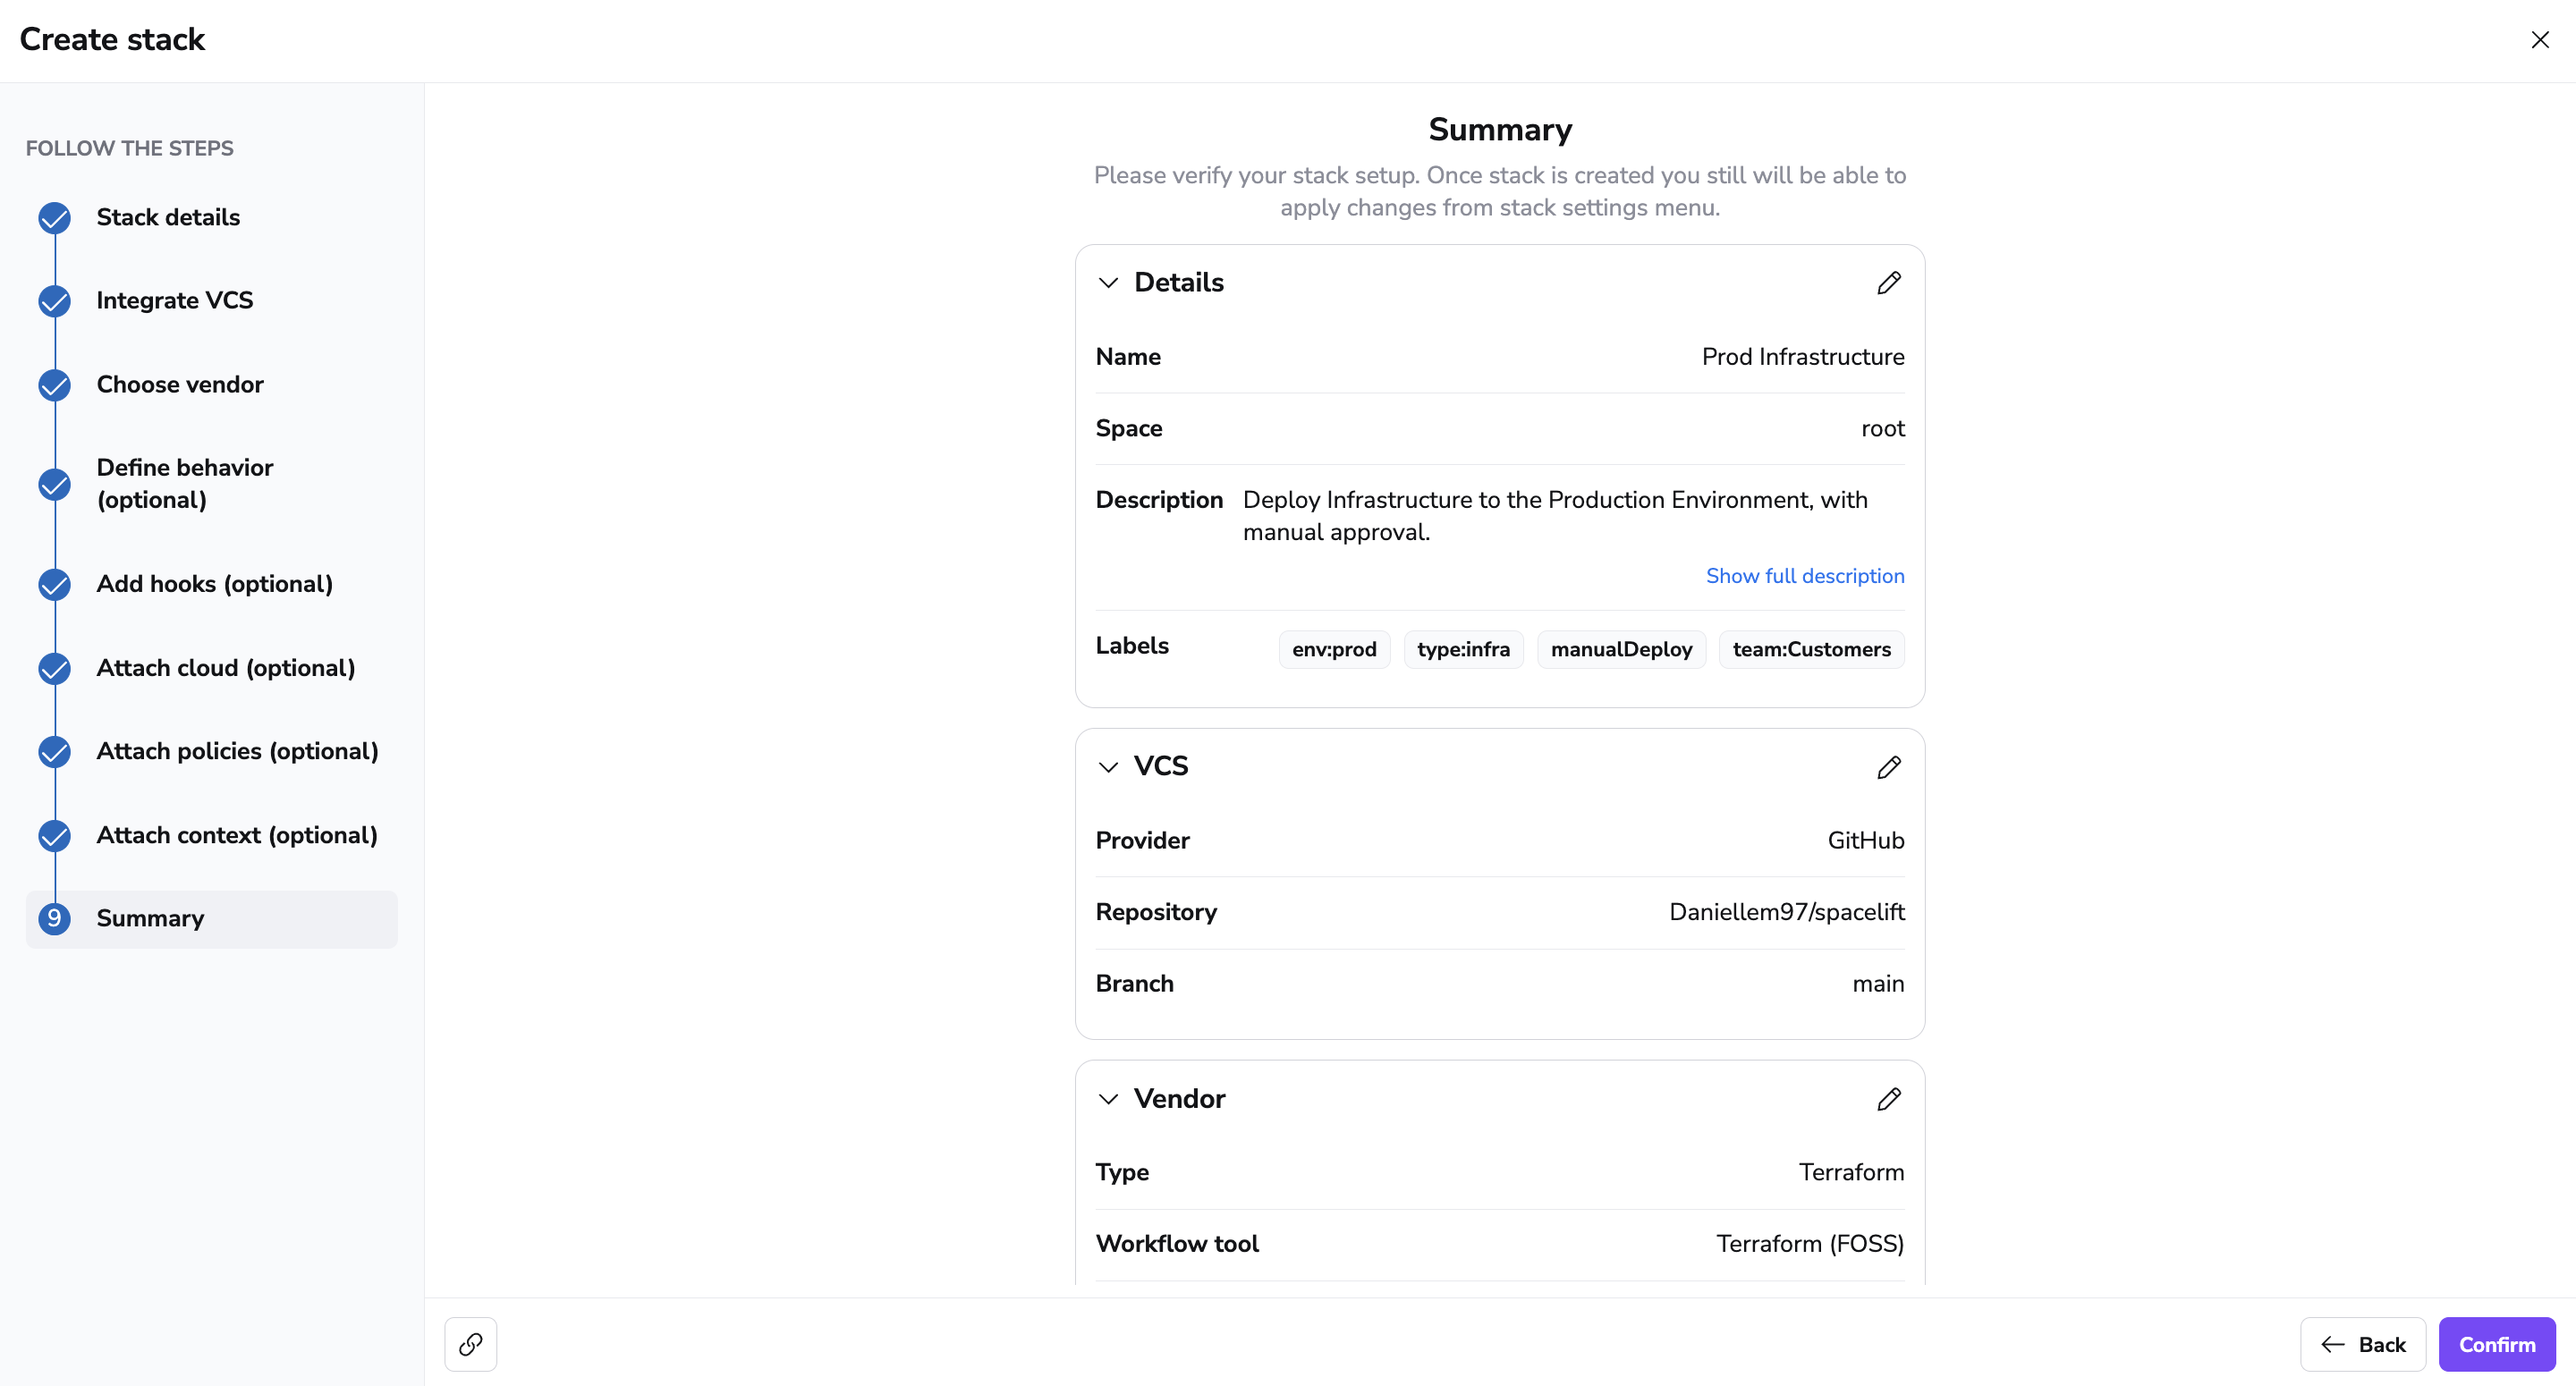 Create stack
FOLLOW THE STEPS
Stack details
Integrate VCS
Choose vendor
Define behavior
(optional)
Add hooks (optional)
Attach cloud (optional)
Attach policies (optional)
Attach context (optional)
9 Summary
Summary
Please verify your stack setup. Once stack is created you still will be able to
apply changes from stack settings menu.
Details
Name Prod Infrastructure
Space root
Description Deploy Infrastructure to the Production Environment, with
manual approval.
Show full description
Labels env:prod type:infra manualDeploy team:Customers
VCS
Provider GitHub
Repository Daniellem97/spacelift
Branch main
Vendor
Type Terraform
Workflow tool Terraform (FOSS)
Back Confirm